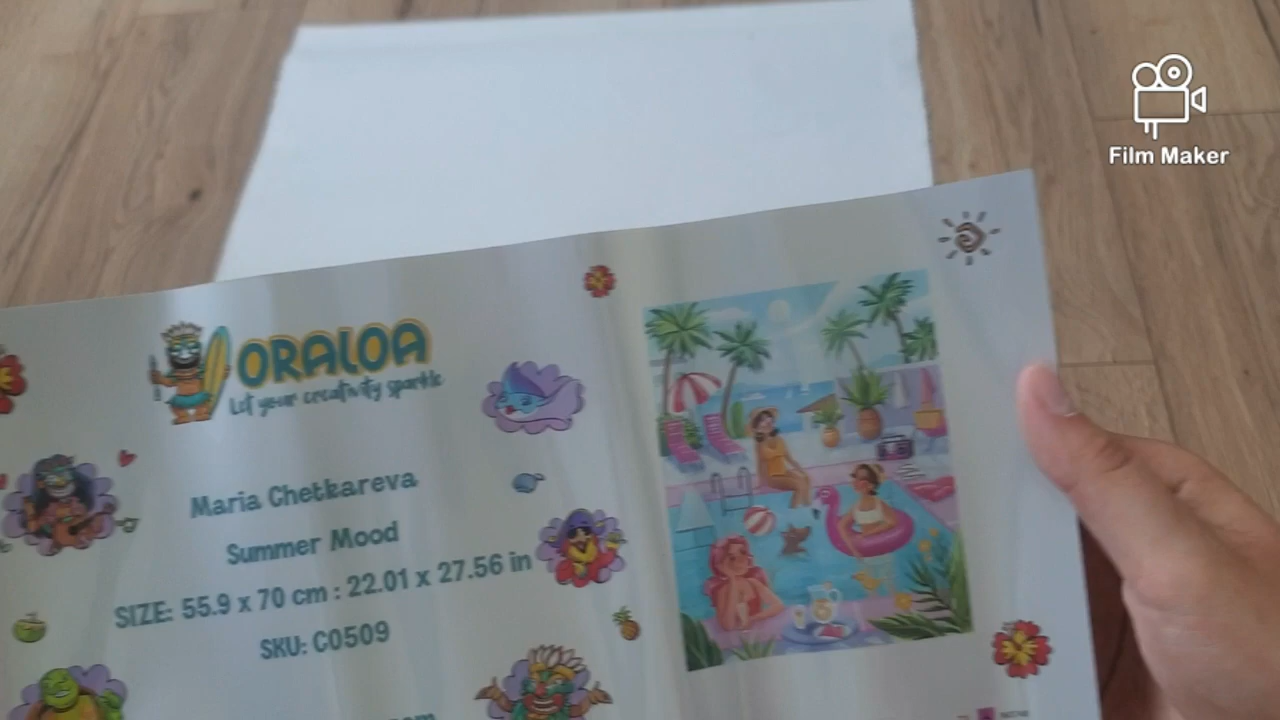 Film Maker
ORALOA
Let your creativity sparkle
Maria Chetkareva
Summer Mood
SIZE: 55.9 x 70 cm : 22.01 x 27.56 in
SKU: C0509